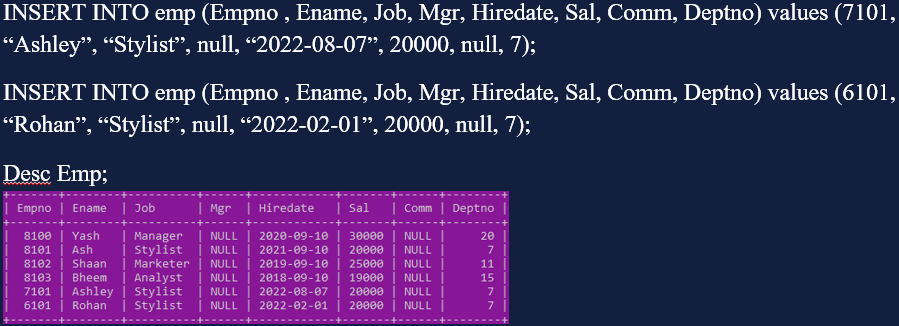 INSERT INTO emp (Empno , Ename, Job, Mgr, Hiredate, Sal, Comm, Deptno) values (7101,
“Ashley”, “Stylist”, null, “2022-08-07”, 20000, null, 7);
INSERT INTO emp (Empno , Ename, Job, Mgr, Hiredate, Sal, Comm, Deptno) values (6101,
“Rohan”, “Stylist”, null, “2022-02-01”, 20000, null, 7);
Desc Emp;
| Empno | Ename | Job | Mgr | Hiredate | Sal | Comm | Deptno |
| 8100 | Yash | Manager | NULL | 2020-09-10 | 30000 | NULL | 20 |
| 8101 | Ash | Stylist | NULL | 2021-09-10 | 20000 | NULL | 7 |
| 8102 | Shaan | Marketer | NULL | 2019-09-10 | 25000 | NULL | 11 |
| 8103 | Bheem | Analyst | NULL | 2018-09-10 | 19000 | NULL | 15 |
| 7101 | Ashley | Stylist | NULL | 2022-08-07 | 20000 | NULL | 7 |
| 6101 | Rohan | Stylist | NULL | 2022-02-01 | 20000 | NULL | 7 |